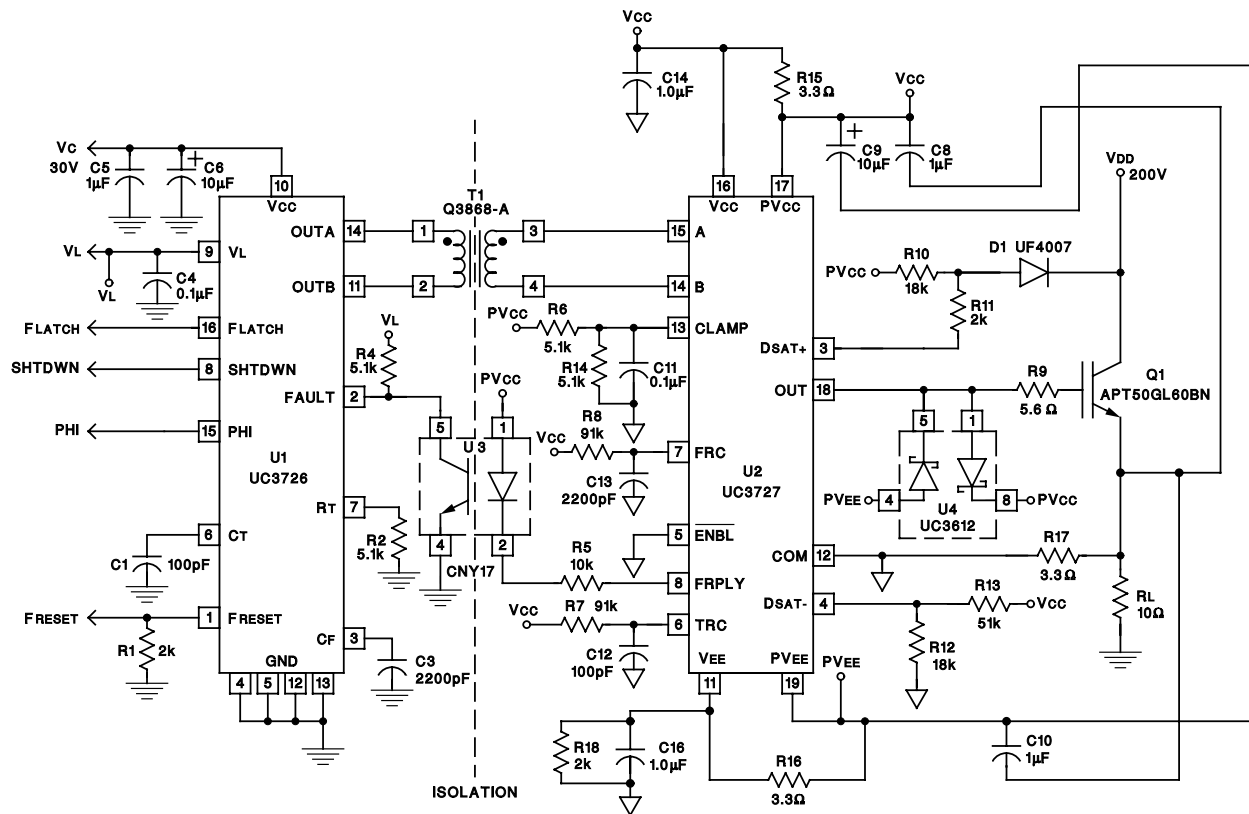 VCC
C14
1.0µF
R15
3.3Ω
VCC
C9
10µF
C8
1µF
VDD
200V
VC
30V
C5
1µF
C6
10µF
10
VCC
T1
Q3868-A
16
VCC
17
PVCC
OUTA
14
1
3
15
A
VL
9
VL
VL
C4
0.1µF
OUTB
11
2
4
14
B
PVCC
R10
18k
D1 UF4007
R11
2k
FLATCH
16
FLATCH
VL
PVCC
R6
5.1k
13
CLAMP
R14
5.1k
C11
0.1µF
DSAT+
3
SHTDWN
8
SHTDWN
R4
5.1k
FAULT
2
PVCC
OUT
18
R9
5.6 Ω
Q1
APT50GL60BN
PHI
15
PHI
5
U3
1
R8
91k
VCC
7
FRC
C13
2200pF
5
1
U1
UC3726
U2
UC3727
PVEE
4
U4
UC3612
8
PVCC
RT
7
R2
5.1k
6
CT
C1
100pF
4
2
CNY17
5
ENBL
COM
12
R17
3.3Ω
R5
10k
8
FRPLY
DSAT-
4
R13
51k
VCC
RL
10Ω
FRESET
1
FRESET
R1
2k
VCC
R7
91k
6
TRC
C12
100pF
R12
18k
CF
3
C3
2200pF
GND
4
5
12
13
VEE
11
PVEE
19
PVEE
R18
2k
C16
1.0µF
R16
3.3Ω
C10
1µF
ISOLATION